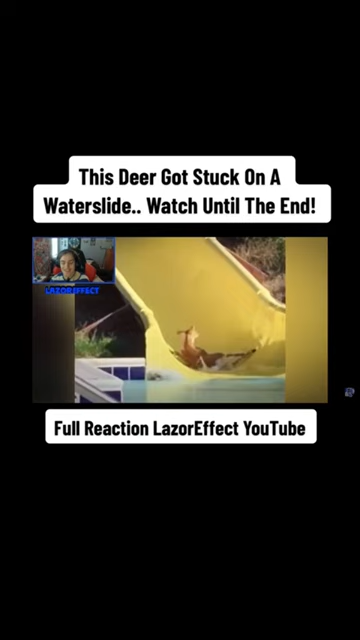 This Deer Got Stuck On A
Waterslide.. Watch Until The End!
LAZOREFFECT
Full Reaction LazorEffect YouTube